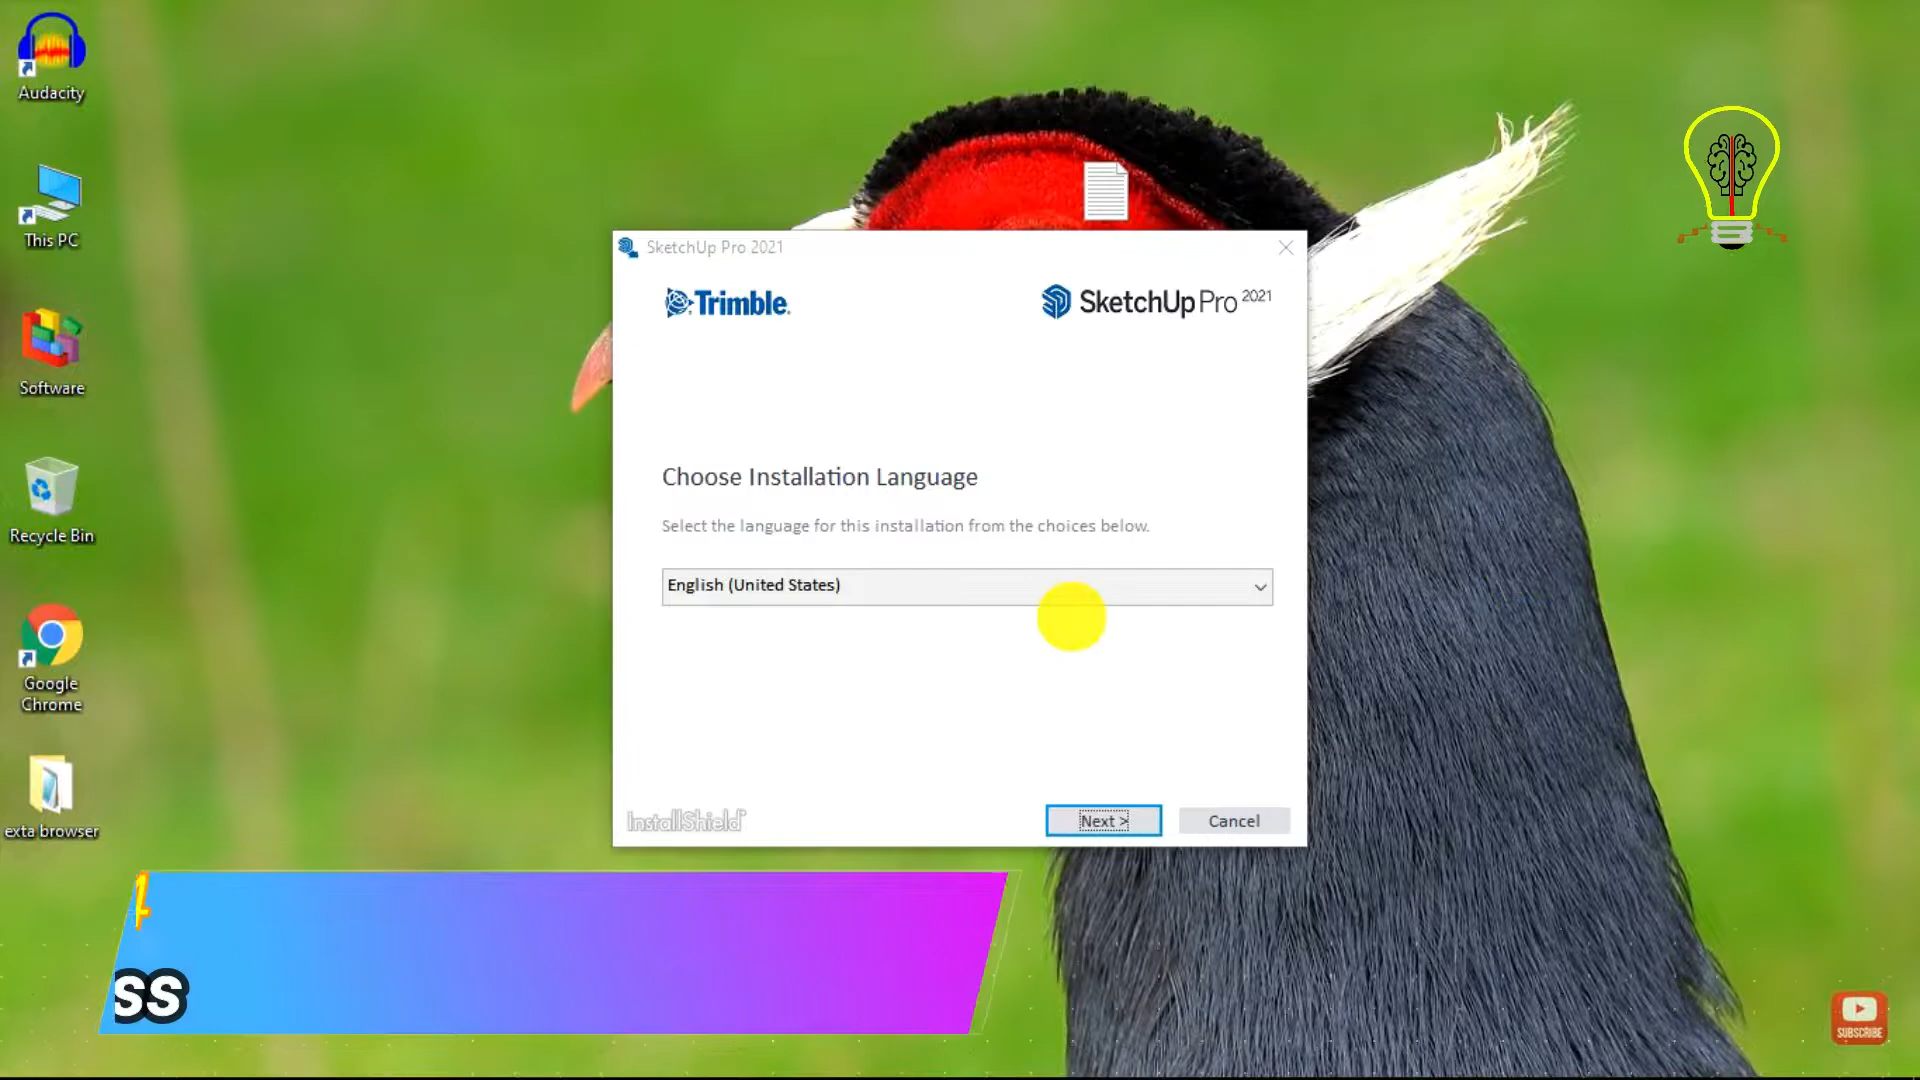 Audacity
This PC
Software
Recycle Bin
Google
Chrome
exta browser
SketchUp Pro 2021
Trimble
SketchUp Pro 2021
Choose Installation Language
Select the language for this installation from the choices below.
English (United States)
InstallShield
Next >
Cancel
SS
SUBSCRIBE